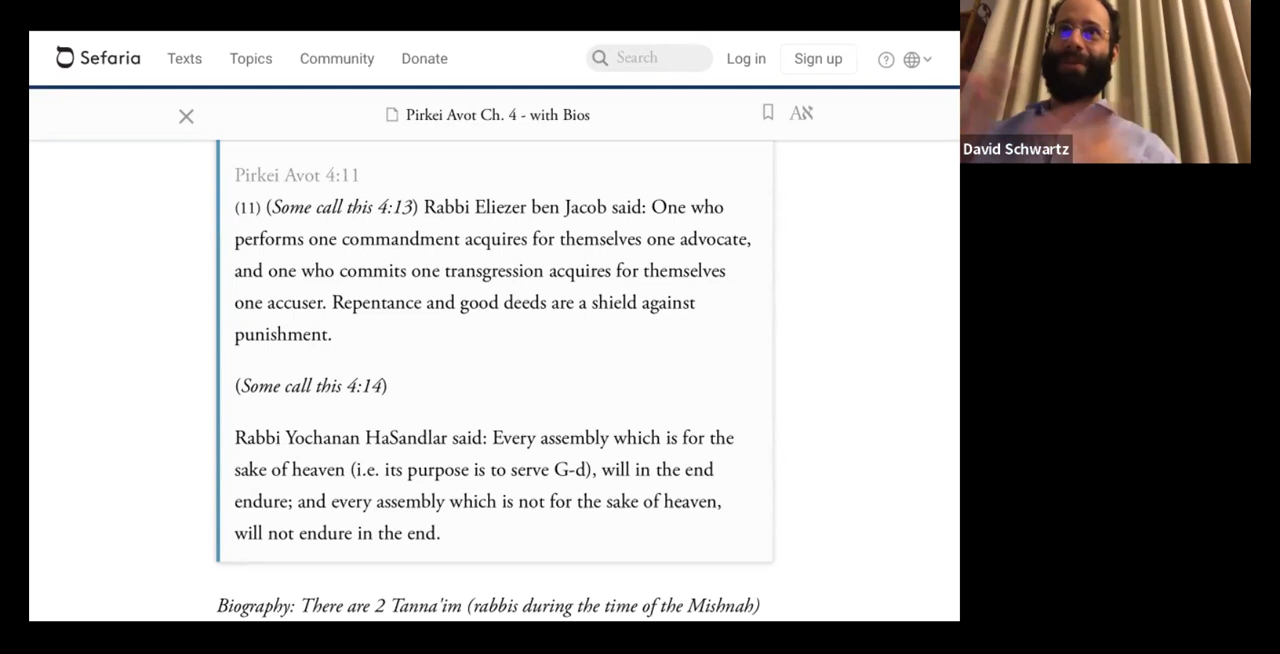 Sefaria Texts Topics Community Donate Search Log in Sign up
Pirkei Avot Ch. 4 - with Bios Aא
David Schwartz
Pirkei Avot 4:11
(11) (Some call this 4:13) Rabbi Eliezer ben Jacob said: One who
performs one commandment acquires for themselves one advocate,
and one who commits one transgression acquires for themselves
one accuser. Repentance and good deeds are a shield against
punishment.
(Some call this 4:14)
Rabbi Yochanan HaSandlar said: Every assembly which is for the
sake of heaven (i.e. its purpose is to serve G-d), will in the end
endure; and every assembly which is not for the sake of heaven,
will not endure in the end.
Biography: There are 2 Tanna'im (rabbis during the time of the Mishnah)